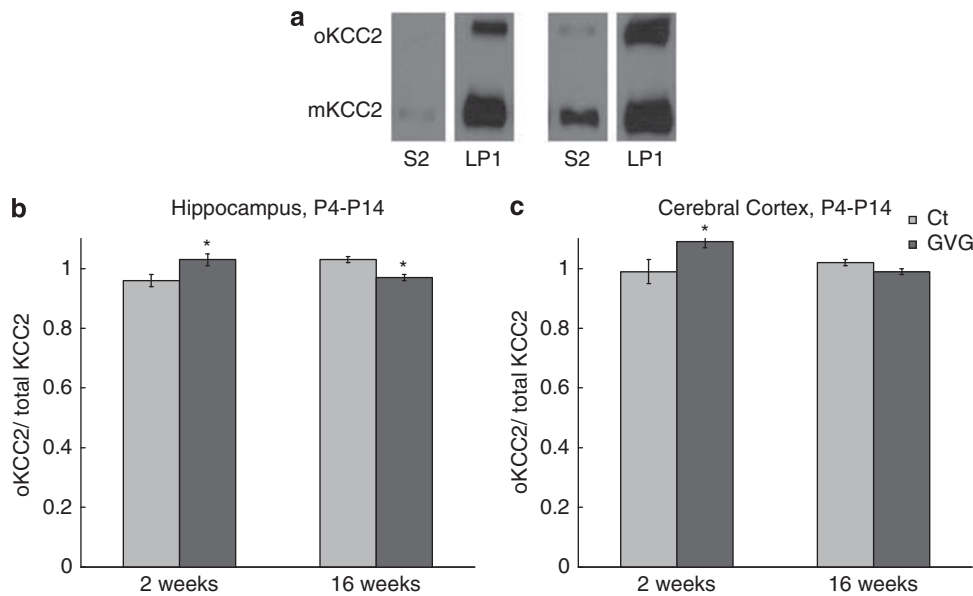 a
oKCC2
mKCC2
S2 LP1 S2 LP1
b Hippocampus, P4-P14
oKCC2/ total KCC2
1
0.8
0.6
0.4
0.2
0
*
*
2 weeks 16 weeks
c Cerebral Cortex, P4-P14
Ct
GVG
oKCC2/ total KCC2
1
0.8
0.6
0.4
0.2
0
*
2 weeks 16 weeks